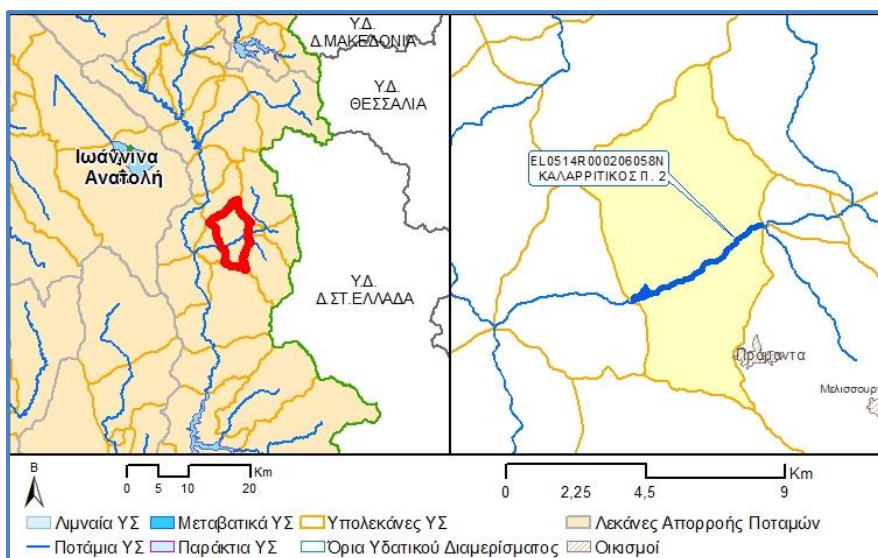 Υ.Δ.
Δ.ΜΑΚΕΔΟΝΙΑ
Υ.Δ.
ΘΕΣΣΑΛΙΑ
Ιωάννινα
Ανατολή
Υ.Δ.
Δ.ΣΤ.ΕΛΛΑΔΑ
EL0514R000206058N
ΚΑΛΑΡΡΙΤΙΚΟΣ Π. 2
Πράμαντα
Μελισσουργ
Β
0 5 10 20
Km
0 2,25 4,5 9
Km
Λιμναία ΥΣ Μεταβατικά ΥΣ Υπολεκάνες ΥΣ Λεκάνες Απορροής Ποταμών
Ποτάμια ΥΣ Παράκτια ΥΣ Όρια Υδατικού Διαμερίσματος Οικισμοί